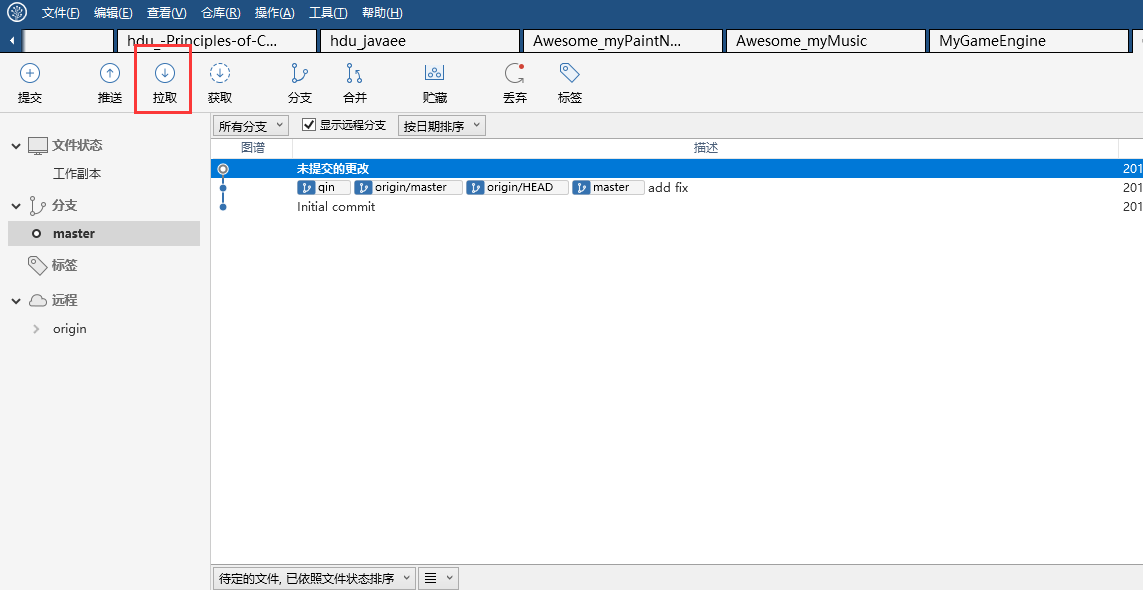 文件(F) 编辑(E) 查看(V) 仓库(R) 操作(A) 工具(T) 帮助(H)
hdu_-Principles-of-C... hdu_javaee Awesome_myPaintN... Awesome_myMusic MyGameEngine
提交 推送 拉取 获取 分支 合并 贮藏 丢弃 标签
所有分支 显示远程分支 按日期排序
图谱 描述
未提交的更改 201
qin origin/master origin/HEAD master add fix 201
Initial commit 201
文件状态
工作副本
分支
master
标签
远程
origin
待定的文件, 已依照文件状态排序